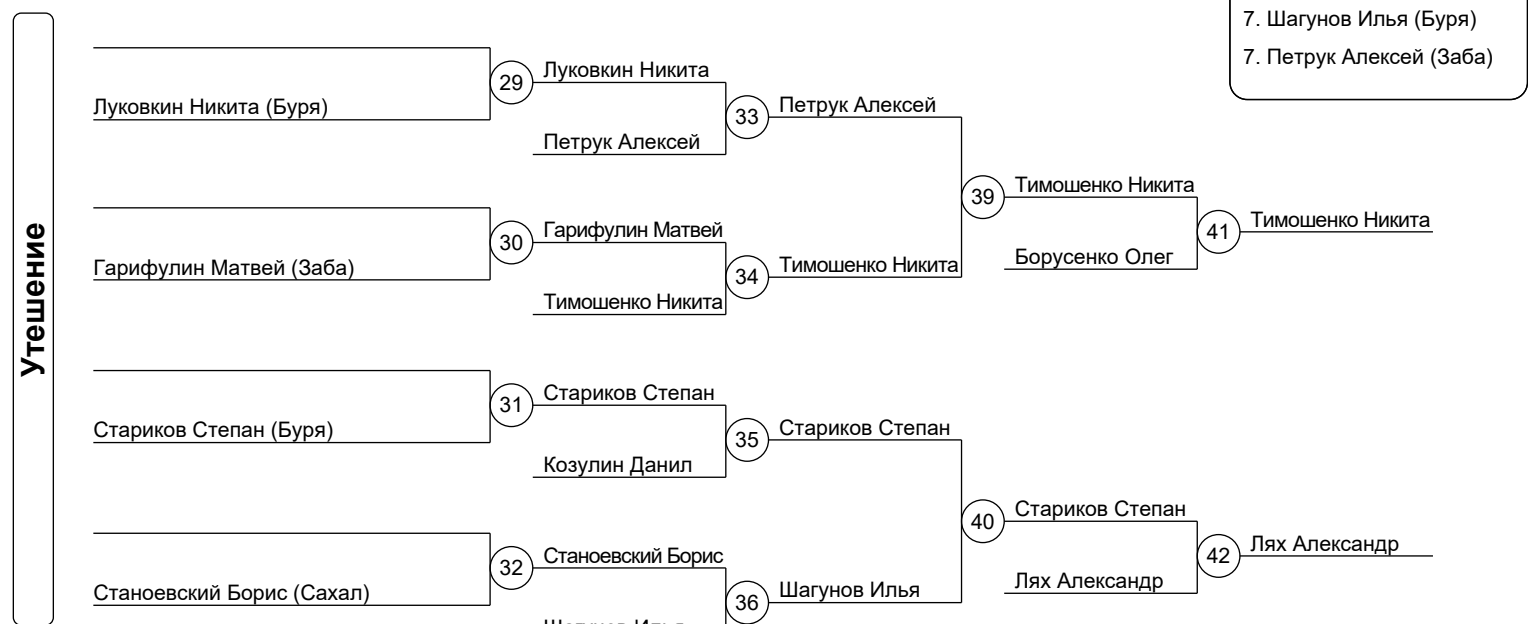 7. Шагунов Илья (Буря)
7. Петрук Алексей (Заба)
Утешение
29
Луковкин Никита
Луковкин Никита (Буря)
33
Петрук Алексей
Петрук Алексей
39
Тимошенко Никита
41
Тимошенко Никита
30
Гарифулин Матвей
Гарифулин Матвей (Заба)
34
Тимошенко Никита
Борусенко Олег
Тимошенко Никита
31
Стариков Степан
Стариков Степан (Буря)
35
Стариков Степан
Козулин Данил
40
Стариков Степан
42
Лях Александр
32
Станоевский Борис
Станоевский Борис (Сахал)
36
Шагунов Илья
Лях Александр